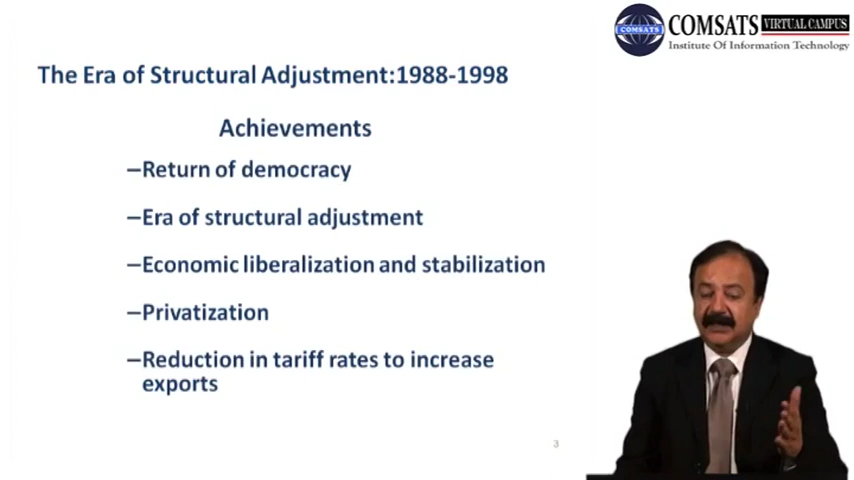 COMSATS VIRTUAL CAMPUS
COMSATS
Institute Of Information Technology
The Era of Structural Adjustment:1988-1998
Achievements
–Return of democracy
–Era of structural adjustment
–Economic liberalization and stabilization
–Privatization
–Reduction in tariff rates to increase
exports
3